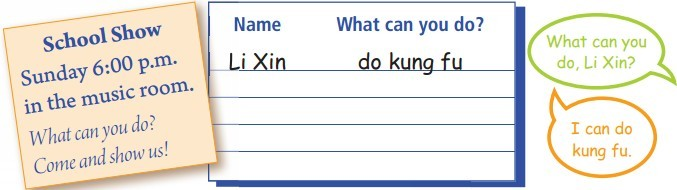 School Show
Sunday 6:00 p.m.
in the music room.
What can you do?
Come and show us!
Name What can you do?
Li Xin do kung fu
What can you
do, Li Xin?
I can do
kung fu.